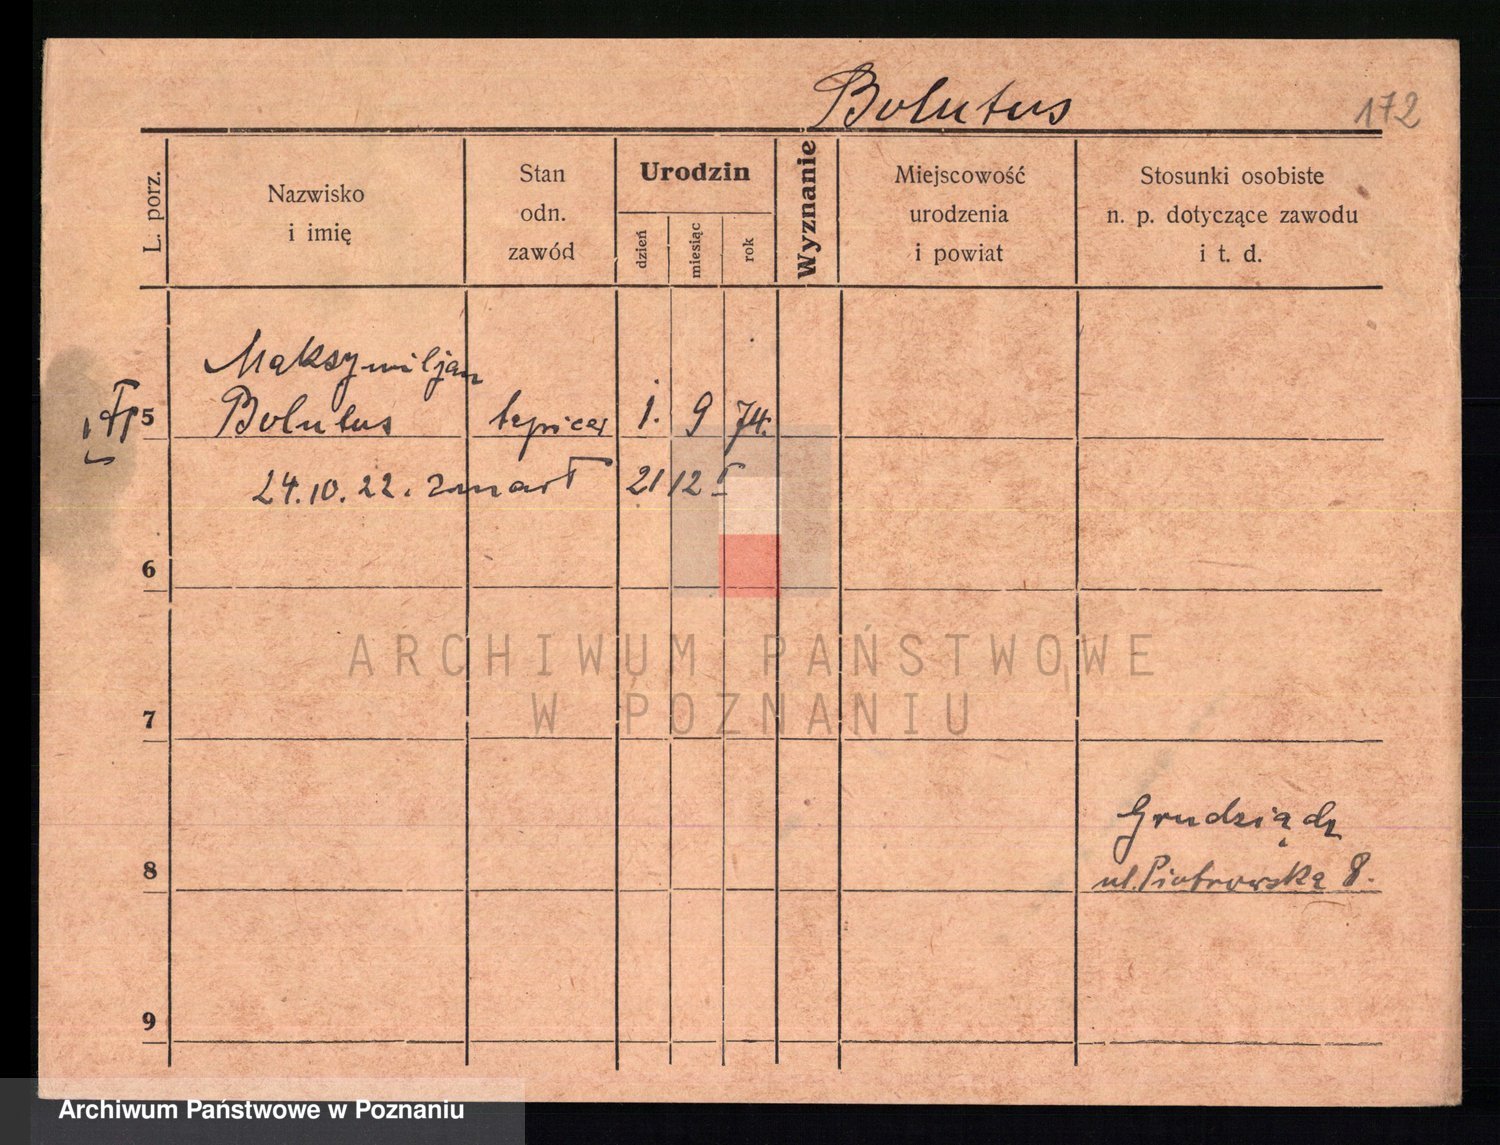 Bolutus 172
L. porz.
Nazwisko
i imię
Stan
odn.
zawód
Urodzin
dzień
miesiąc
rok
Wyznanie
Miejscowość
urodzenia
i powiat
Stosunki osobiste
n. p. dotyczące zawodu
i t. d.
Maksymiljan
5 Bolutus tapicer 1. 9 74.
24.10.22. zmarł 21 12
6
ARCHIWUM PAŃSTWOWE
W POZNANIU
7
Grudziądz
8 ul. Piotrowska 8.
9
Archiwum Państwowe w Poznaniu